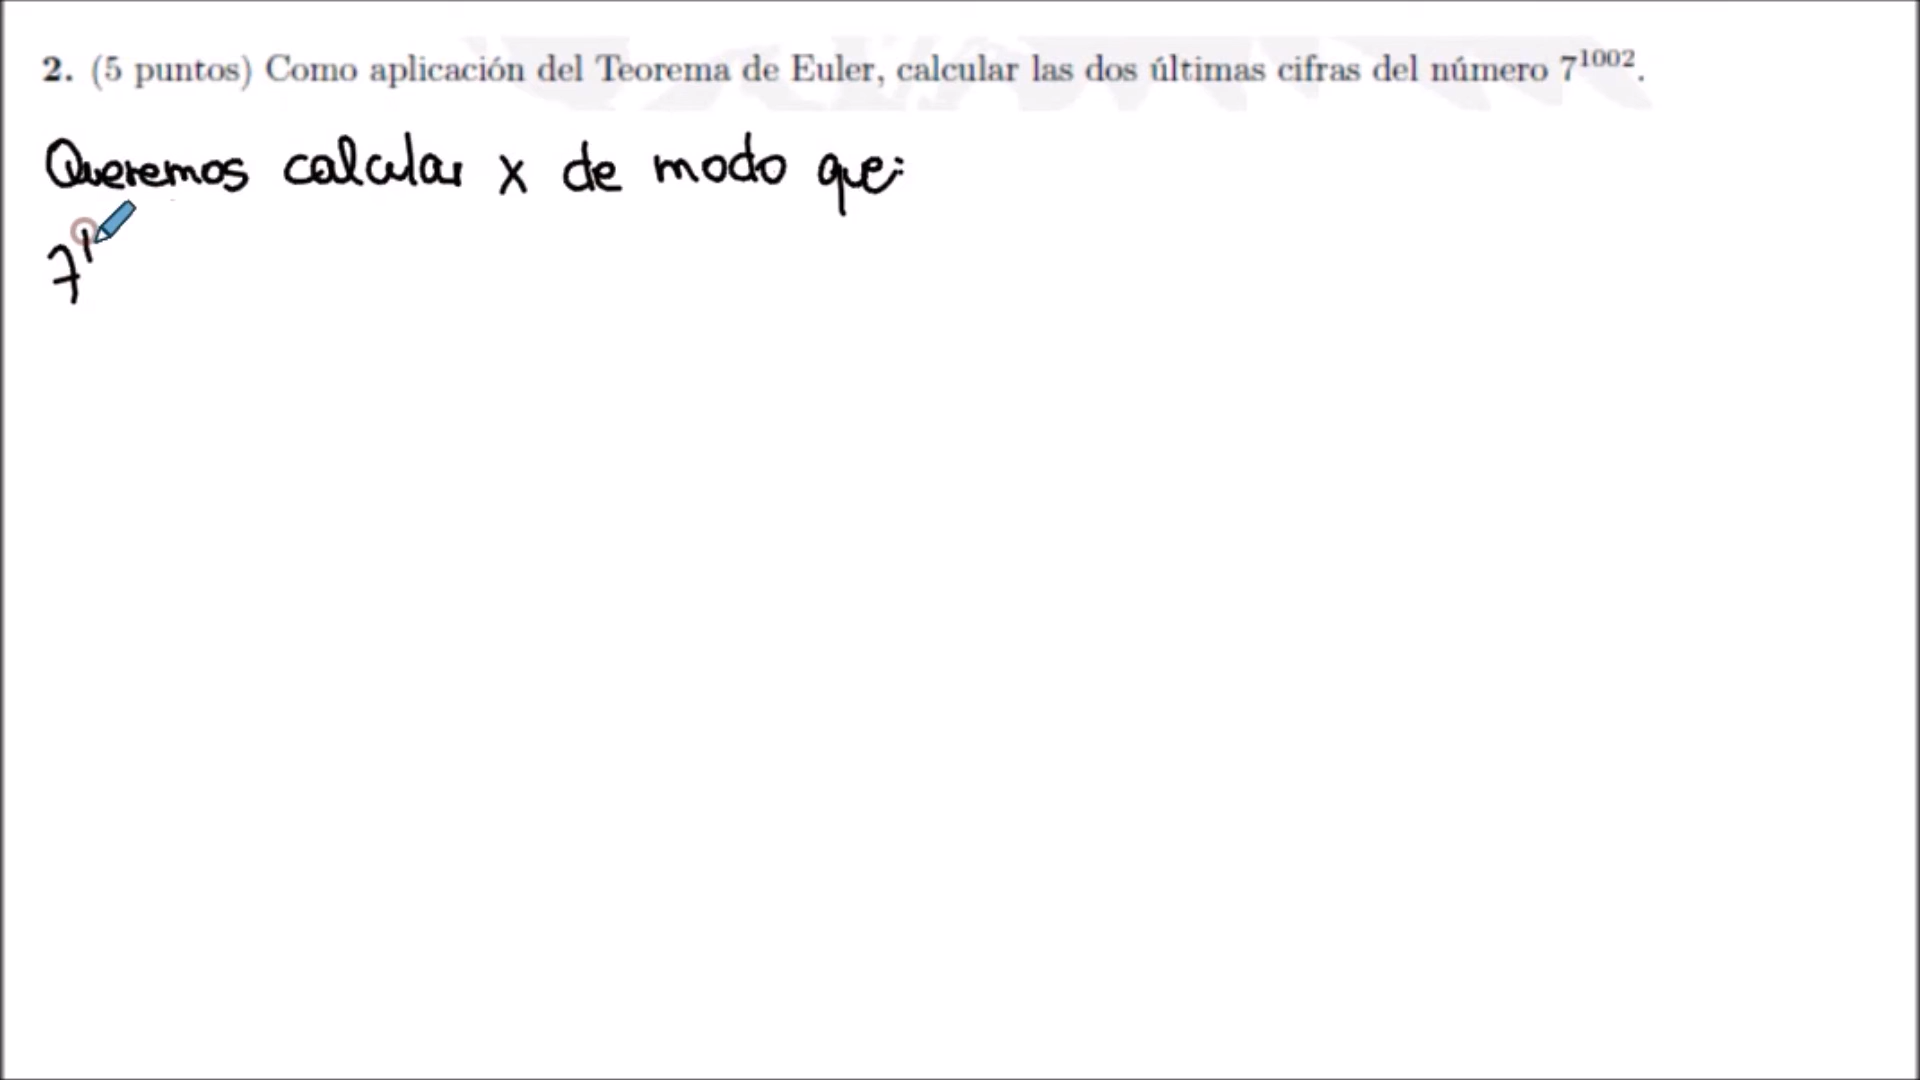 2. (5 puntos) Como aplicación del Teorema de Euler, calcular las dos últimas cifras del número 7^1002.
Queremos calcular x de modo que:
7^1